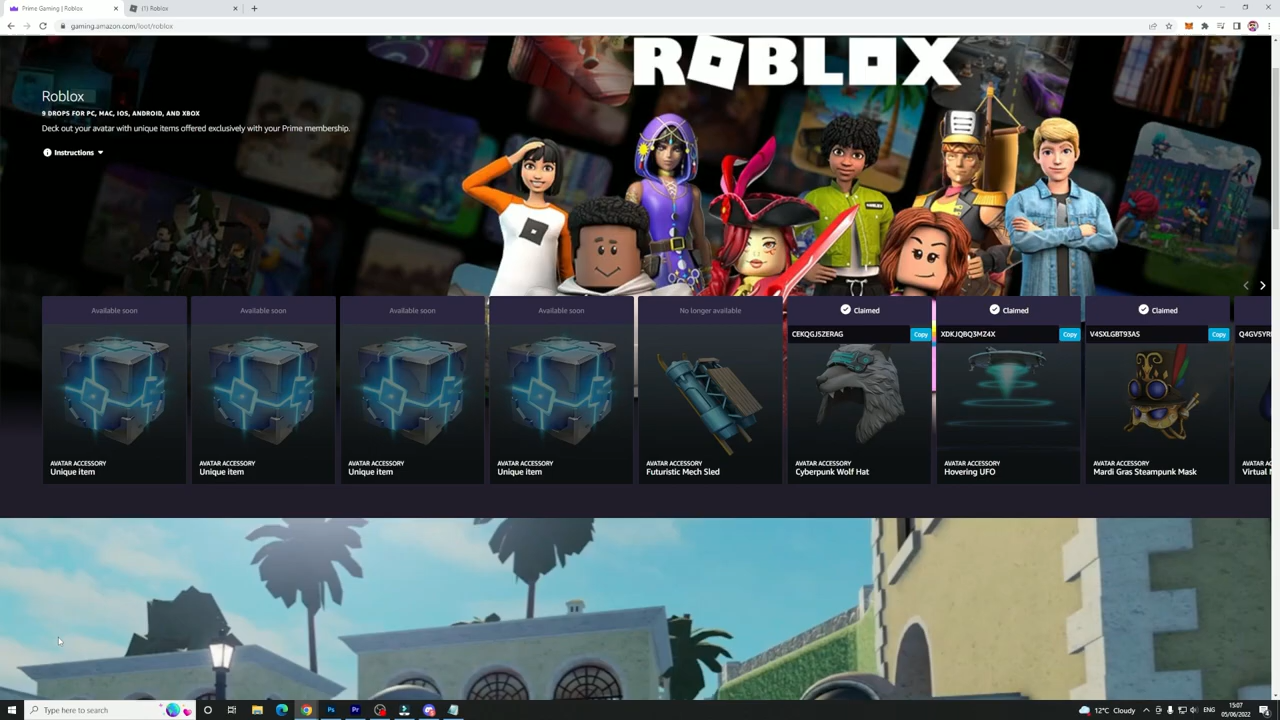 Prime Gaming | Roblox
(1) Roblox
gaming.amazon.com/loot/roblox
ROBLOX
Roblox
9 DROPS FOR PC, MAC, IOS, ANDROID, AND XBOX
Deck out your avatar with unique items offered exclusively with your Prime membership.
Instructions
Available soon
Available soon
Available soon
Available soon
No longer available
Claimed
Claimed
Claimed
CEKQGJ5ZERAG
Copy
XDKJQBQ3MZ4X
Copy
V4SXLGBT93AS
Copy
Q4GV5YR
AVATAR ACCESSORY
Unique item
AVATAR ACCESSORY
Unique item
AVATAR ACCESSORY
Unique item
AVATAR ACCESSORY
Unique item
AVATAR ACCESSORY
Futuristic Mech Sled
AVATAR ACCESSORY
Cyberpunk Wolf Hat
AVATAR ACCESSORY
Hovering UFO
AVATAR ACCESSORY
Mardi Gras Steampunk Mask
AVATAR A
Virtual
Type here to search
12°C Cloudy
ENG
15:07
05/06/2022